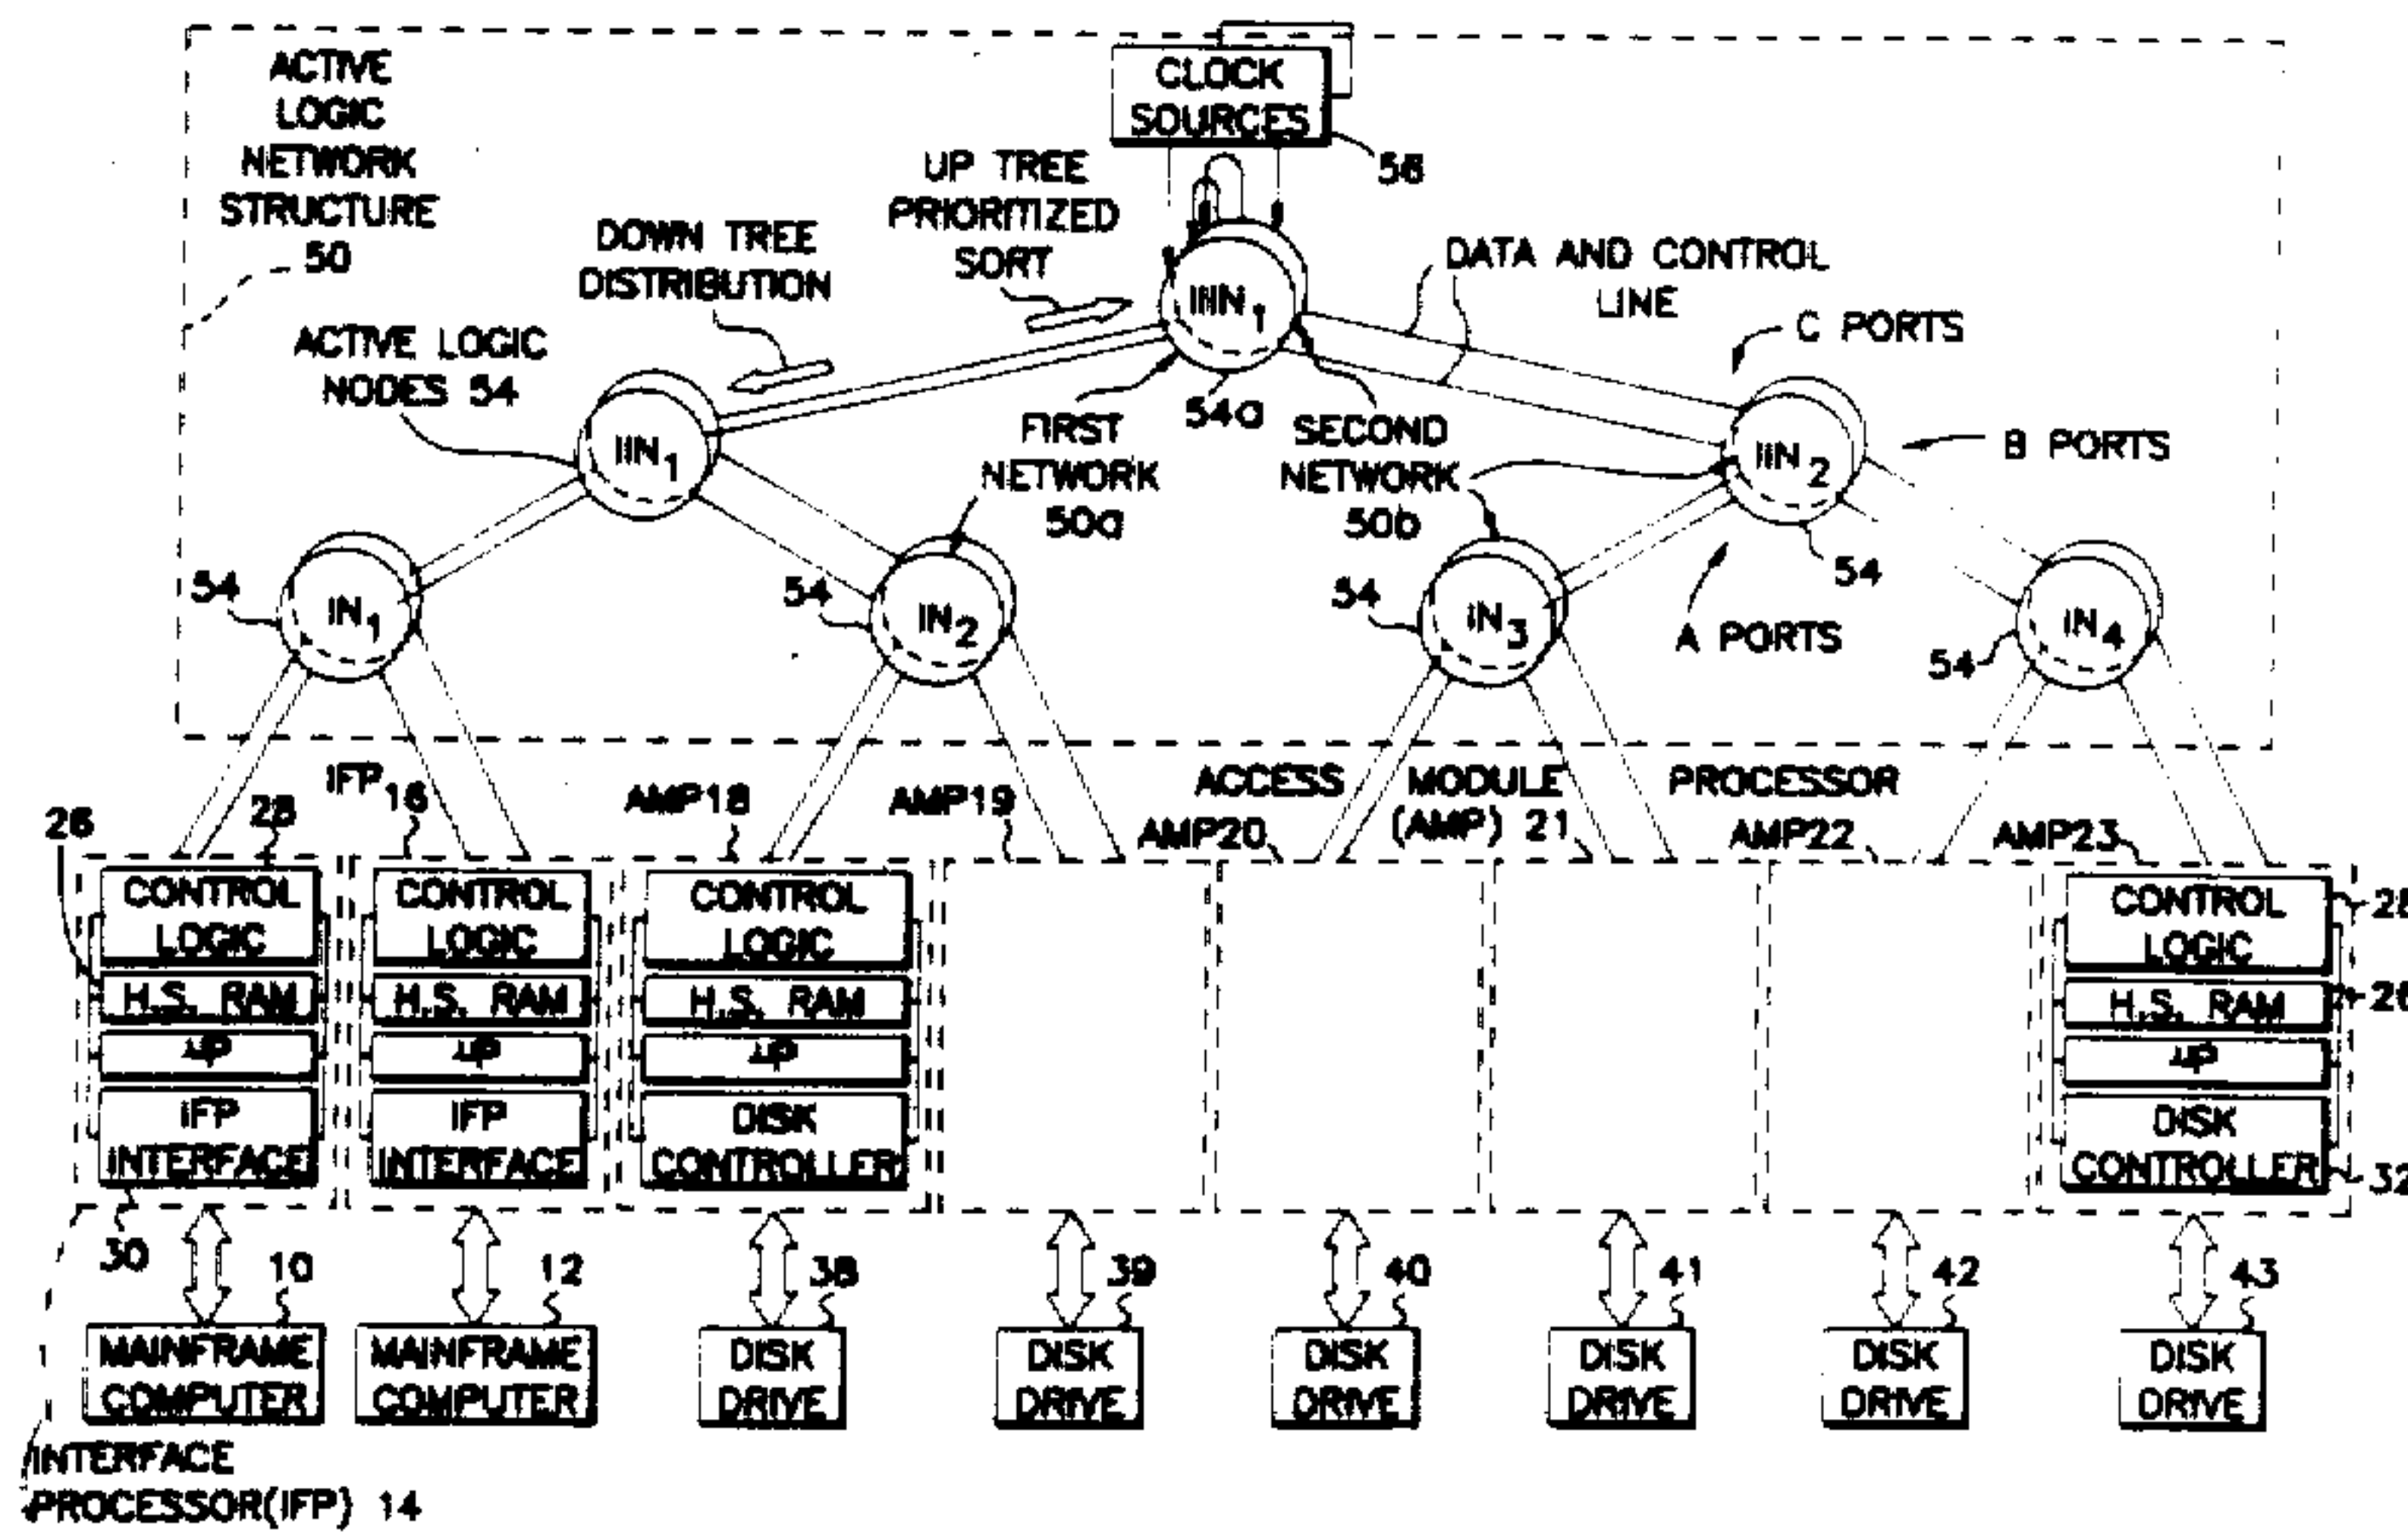 ACTIVE
LOGIC
NETWORK
STRUCTURE
50
CLOCK
SOURCES
56
UP TREE
PRIORITIZED
SORT
DOWN TREE
DISTRIBUTION
DATA AND CONTROL
LINE
C PORTS
B PORTS
A PORTS
ACTIVE LOGIC
NODES 54
IIIN1
54a
FIRST
NETWORK
50a
SECOND
NETWORK
50b
IIN1
IIN2
54
54
IN1
54
IN2
54
IN3
54
IN4
54
IFP16
AMP18
AMP19
ACCESS MODULE PROCESSOR
AMP20
(AMP) 21
AMP22
AMP23
26
28
CONTROL
LOGIC
H.S. RAM
μP
IFP
INTERFACE
30
CONTROL
LOGIC
H.S. RAM
μP
IFP
INTERFACE
CONTROL
LOGIC
H.S. RAM
μP
DISK
CONTROLLER
CONTROL
LOGIC
28
H.S. RAM
26
μP
DISK
CONTROLLER
32
10
12
38
39
40
41
42
43
MAINFRAME
COMPUTER
MAINFRAME
COMPUTER
DISK
DRIVE
DISK
DRIVE
DISK
DRIVE
DISK
DRIVE
DISK
DRIVE
DISK
DRIVE
INTERFACE
PROCESSOR(IFP) 14